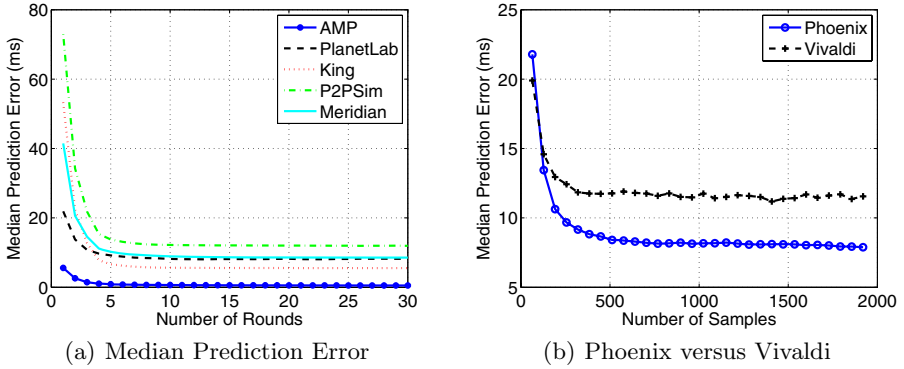 Median Prediction Error (ms)
80
60
40
20
0
0 5 10 15 20 25 30
Number of Rounds
AMP
PlanetLab
King
P2PSim
Meridian
(a) Median Prediction Error
Median Prediction Error (ms)
25
20
15
10
5
0 500 1000 1500 2000
Number of Samples
Phoenix
Vivaldi
(b) Phoenix versus Vivaldi